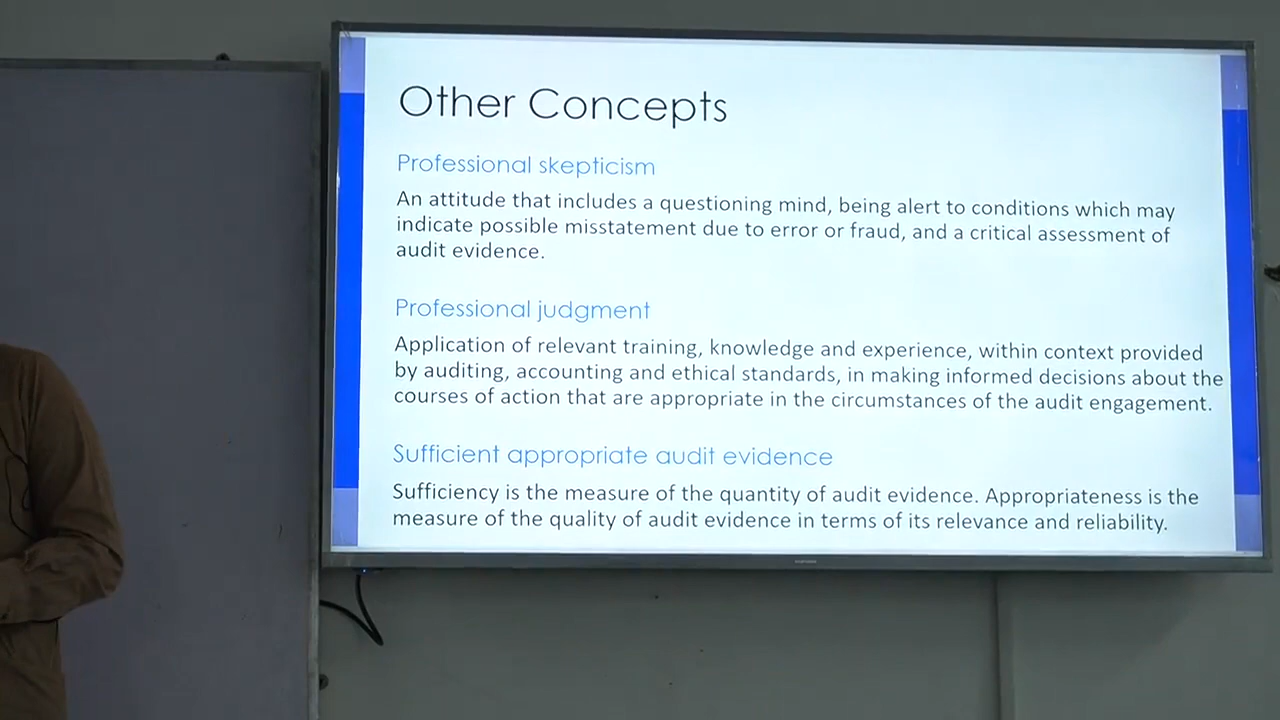 Other Concepts
Professional skepticism
An attitude that includes a questioning mind, being alert to conditions which may
indicate possible misstatement due to error or fraud, and a critical assessment of
audit evidence.
Professional judgment
Application of relevant training, knowledge and experience, within context provided
by auditing, accounting and ethical standards, in making informed decisions about the
courses of action that are appropriate in the circumstances of the audit engagement.
Sufficient appropriate audit evidence
Sufficiency is the measure of the quantity of audit evidence. Appropriateness is the
measure of the quality of audit evidence in terms of its relevance and reliability.